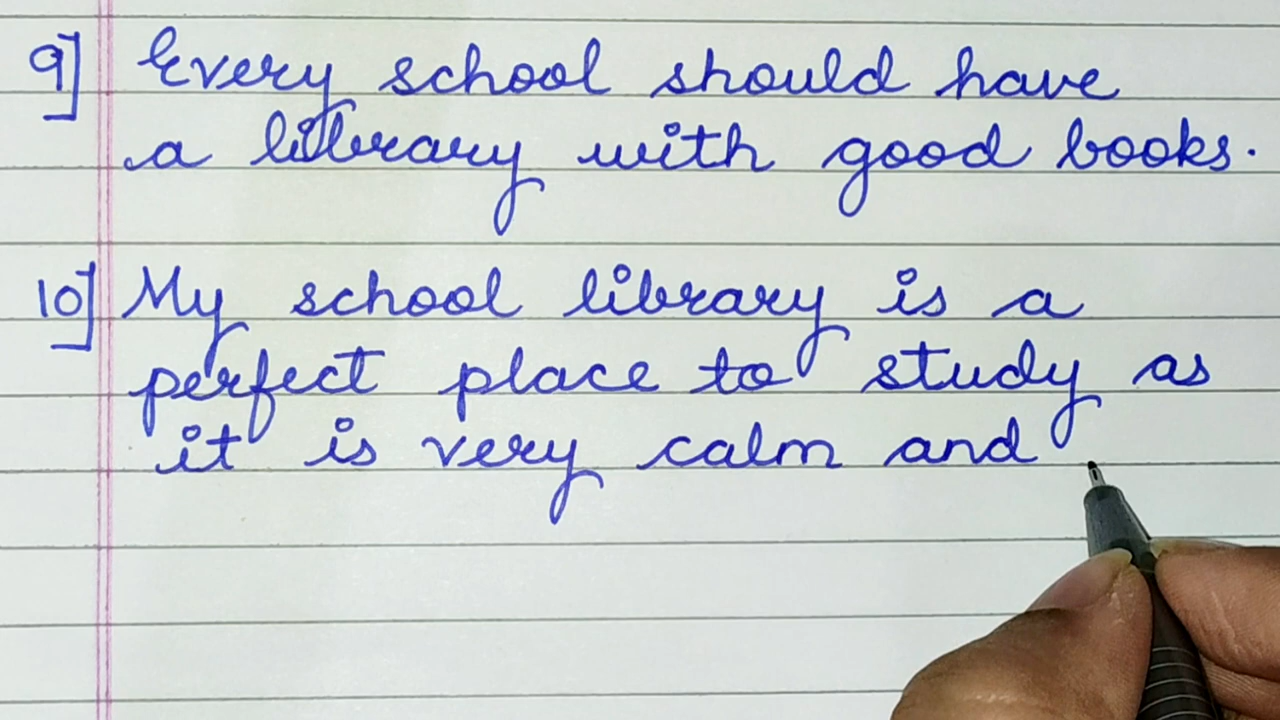 9] Every school should have
a library with good books.
10] My school library is a
perfect place to study as
it is very calm and